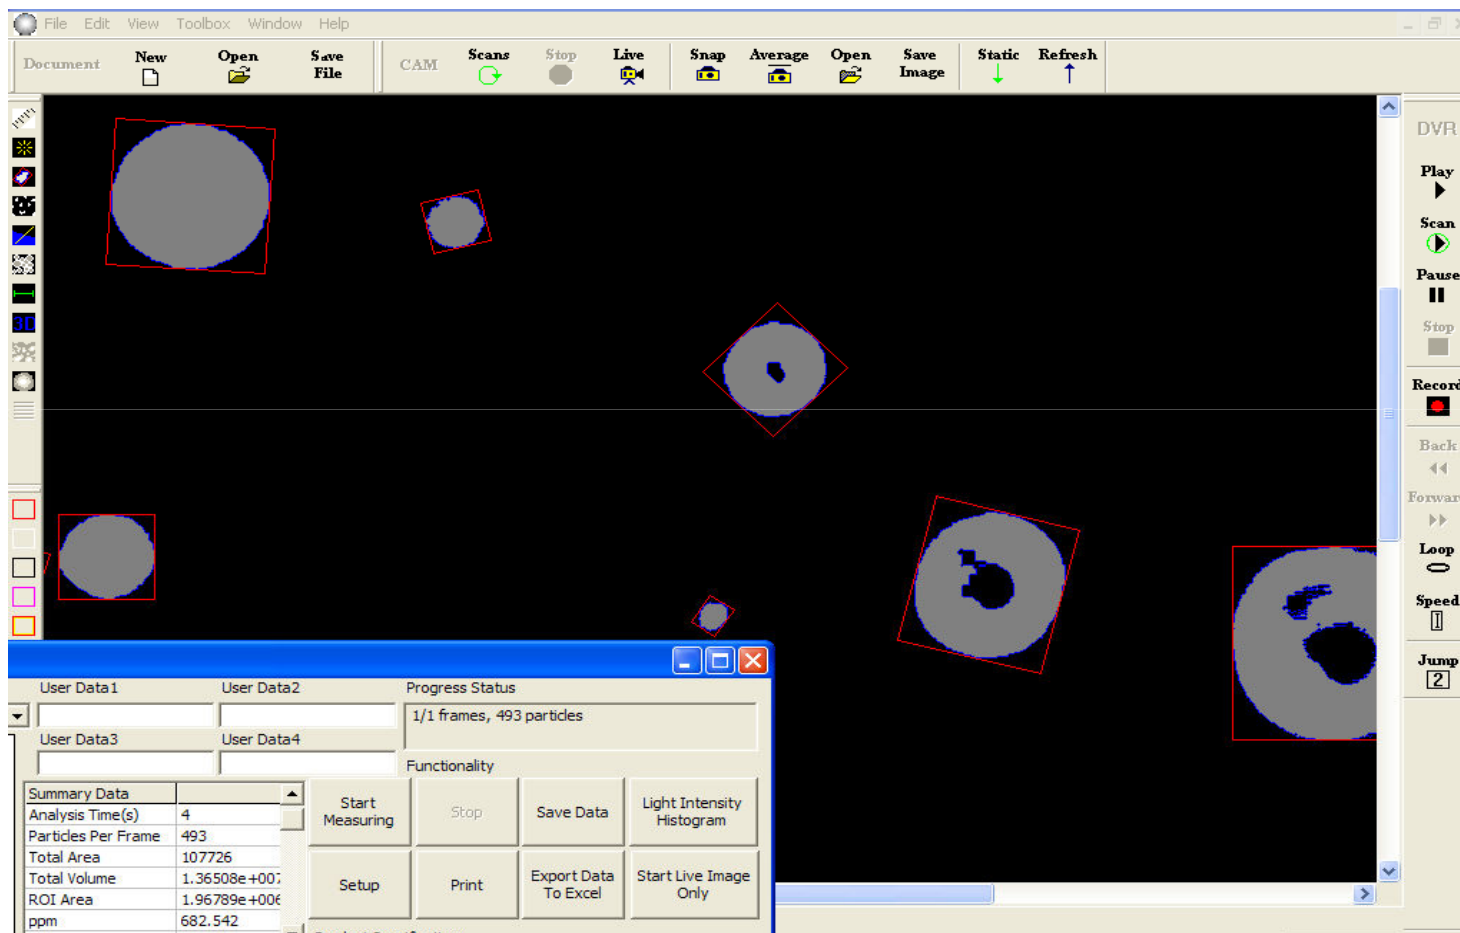 File Edit View Toolbox Window Help
Document New Open Save File CAM Scans Stop Live Snap Average Open Save Image Static Refresh
3D
DVR
Play
Scan
Pause
Stop
Record
Back
Forwar
Loop
Speed
Jump
2
User Data1 User Data2 Progress Status
1/1 frames, 493 particles
User Data3 User Data4
Functionality
Summary Data
Analysis Time(s) 4
Particles Per Frame 493
Total Area 107726
Total Volume 1.36508e+007
ROI Area 1.96789e+006
ppm 682.542
Start Measuring Stop Save Data Light Intensity Histogram
Setup Print Export Data To Excel Start Live Image Only